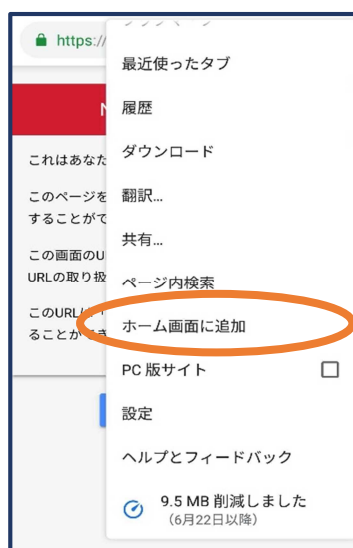 https://
最近使ったタブ
履歴
これはあなた
ダウンロード
このページを
翻訳...
することがで
共有...
この画面のU
URLの取り扱
ページ内検索
このURLは
ホーム画面に追加
ることができ
PC 版サイト
設定
ヘルプとフィードバック
9.5 MB 削減しました
（6月22日以降）